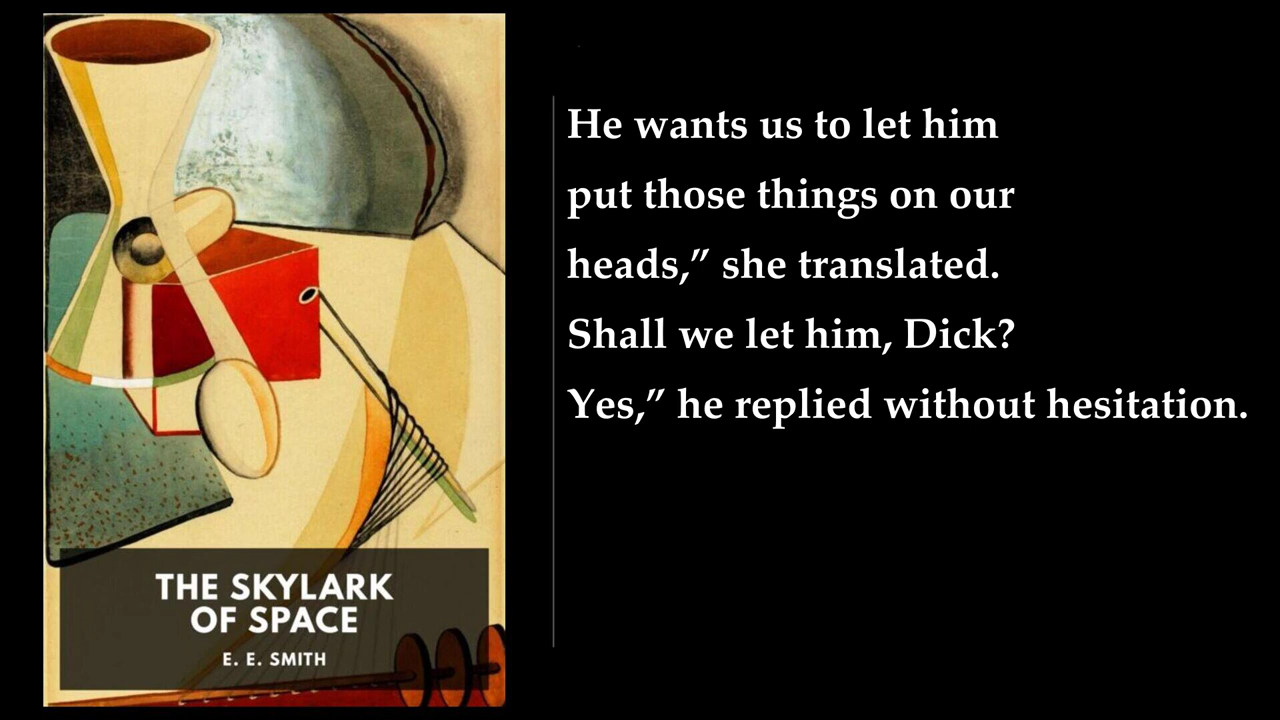 He wants us to let him
put those things on our
heads,” she translated.
Shall we let him, Dick?
Yes,” he replied without hesitation.
THE SKYLARK
OF SPACE
E. E. SMITH